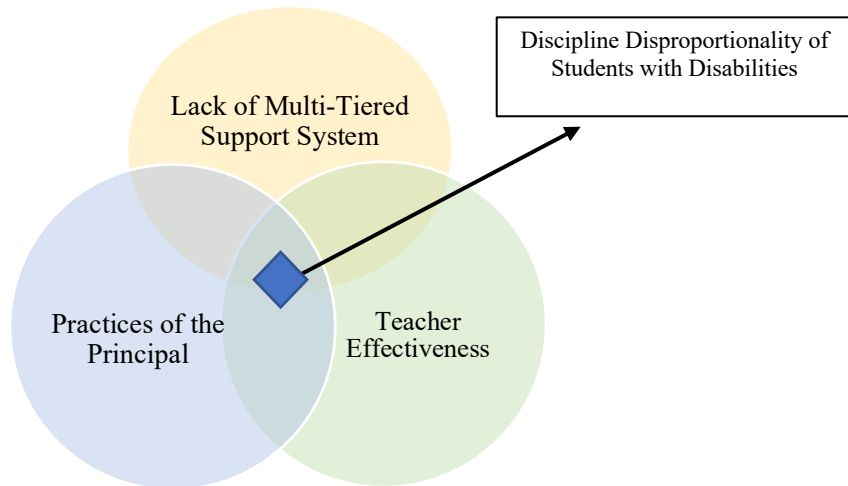 Discipline Disproportionality of
Students with Disabilities
Lack of Multi-Tiered
Support System
Practices of the
Principal
Teacher
Effectiveness